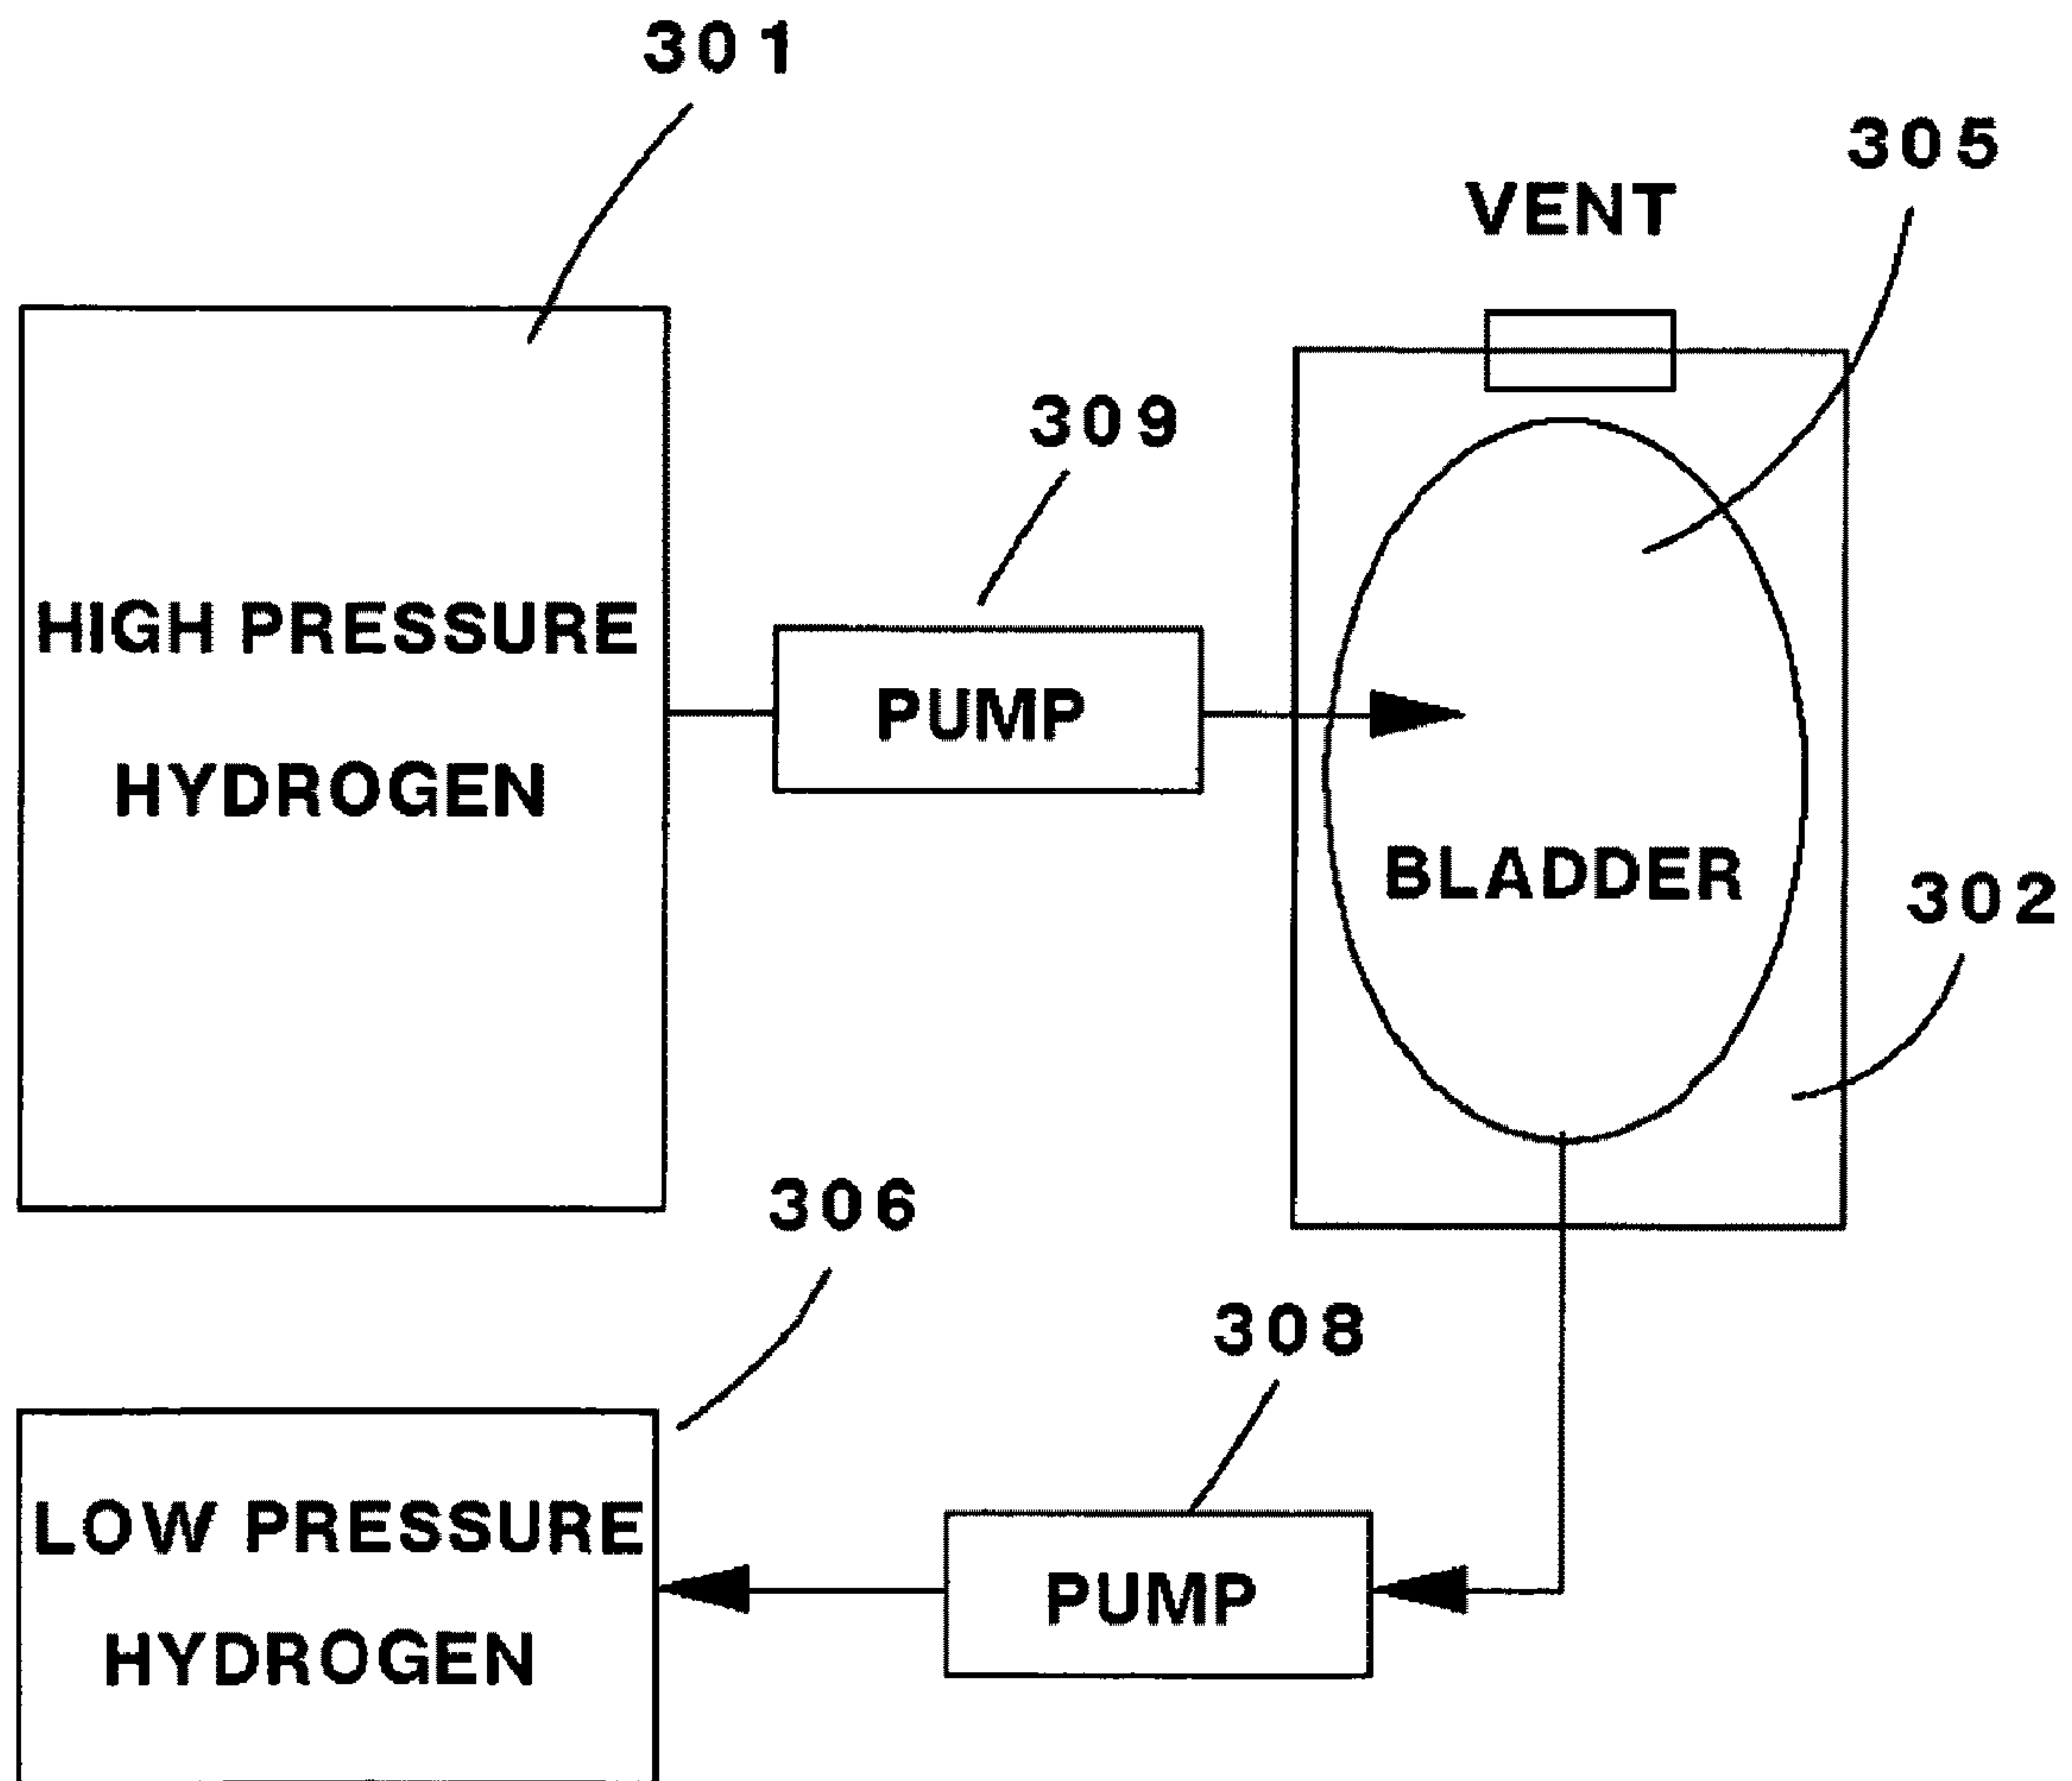 301
305
VENT
309
HIGH PRESSURE
HYDROGEN
PUMP
BLADDER
302
306
308
LOW PRESSURE
HYDROGEN
PUMP